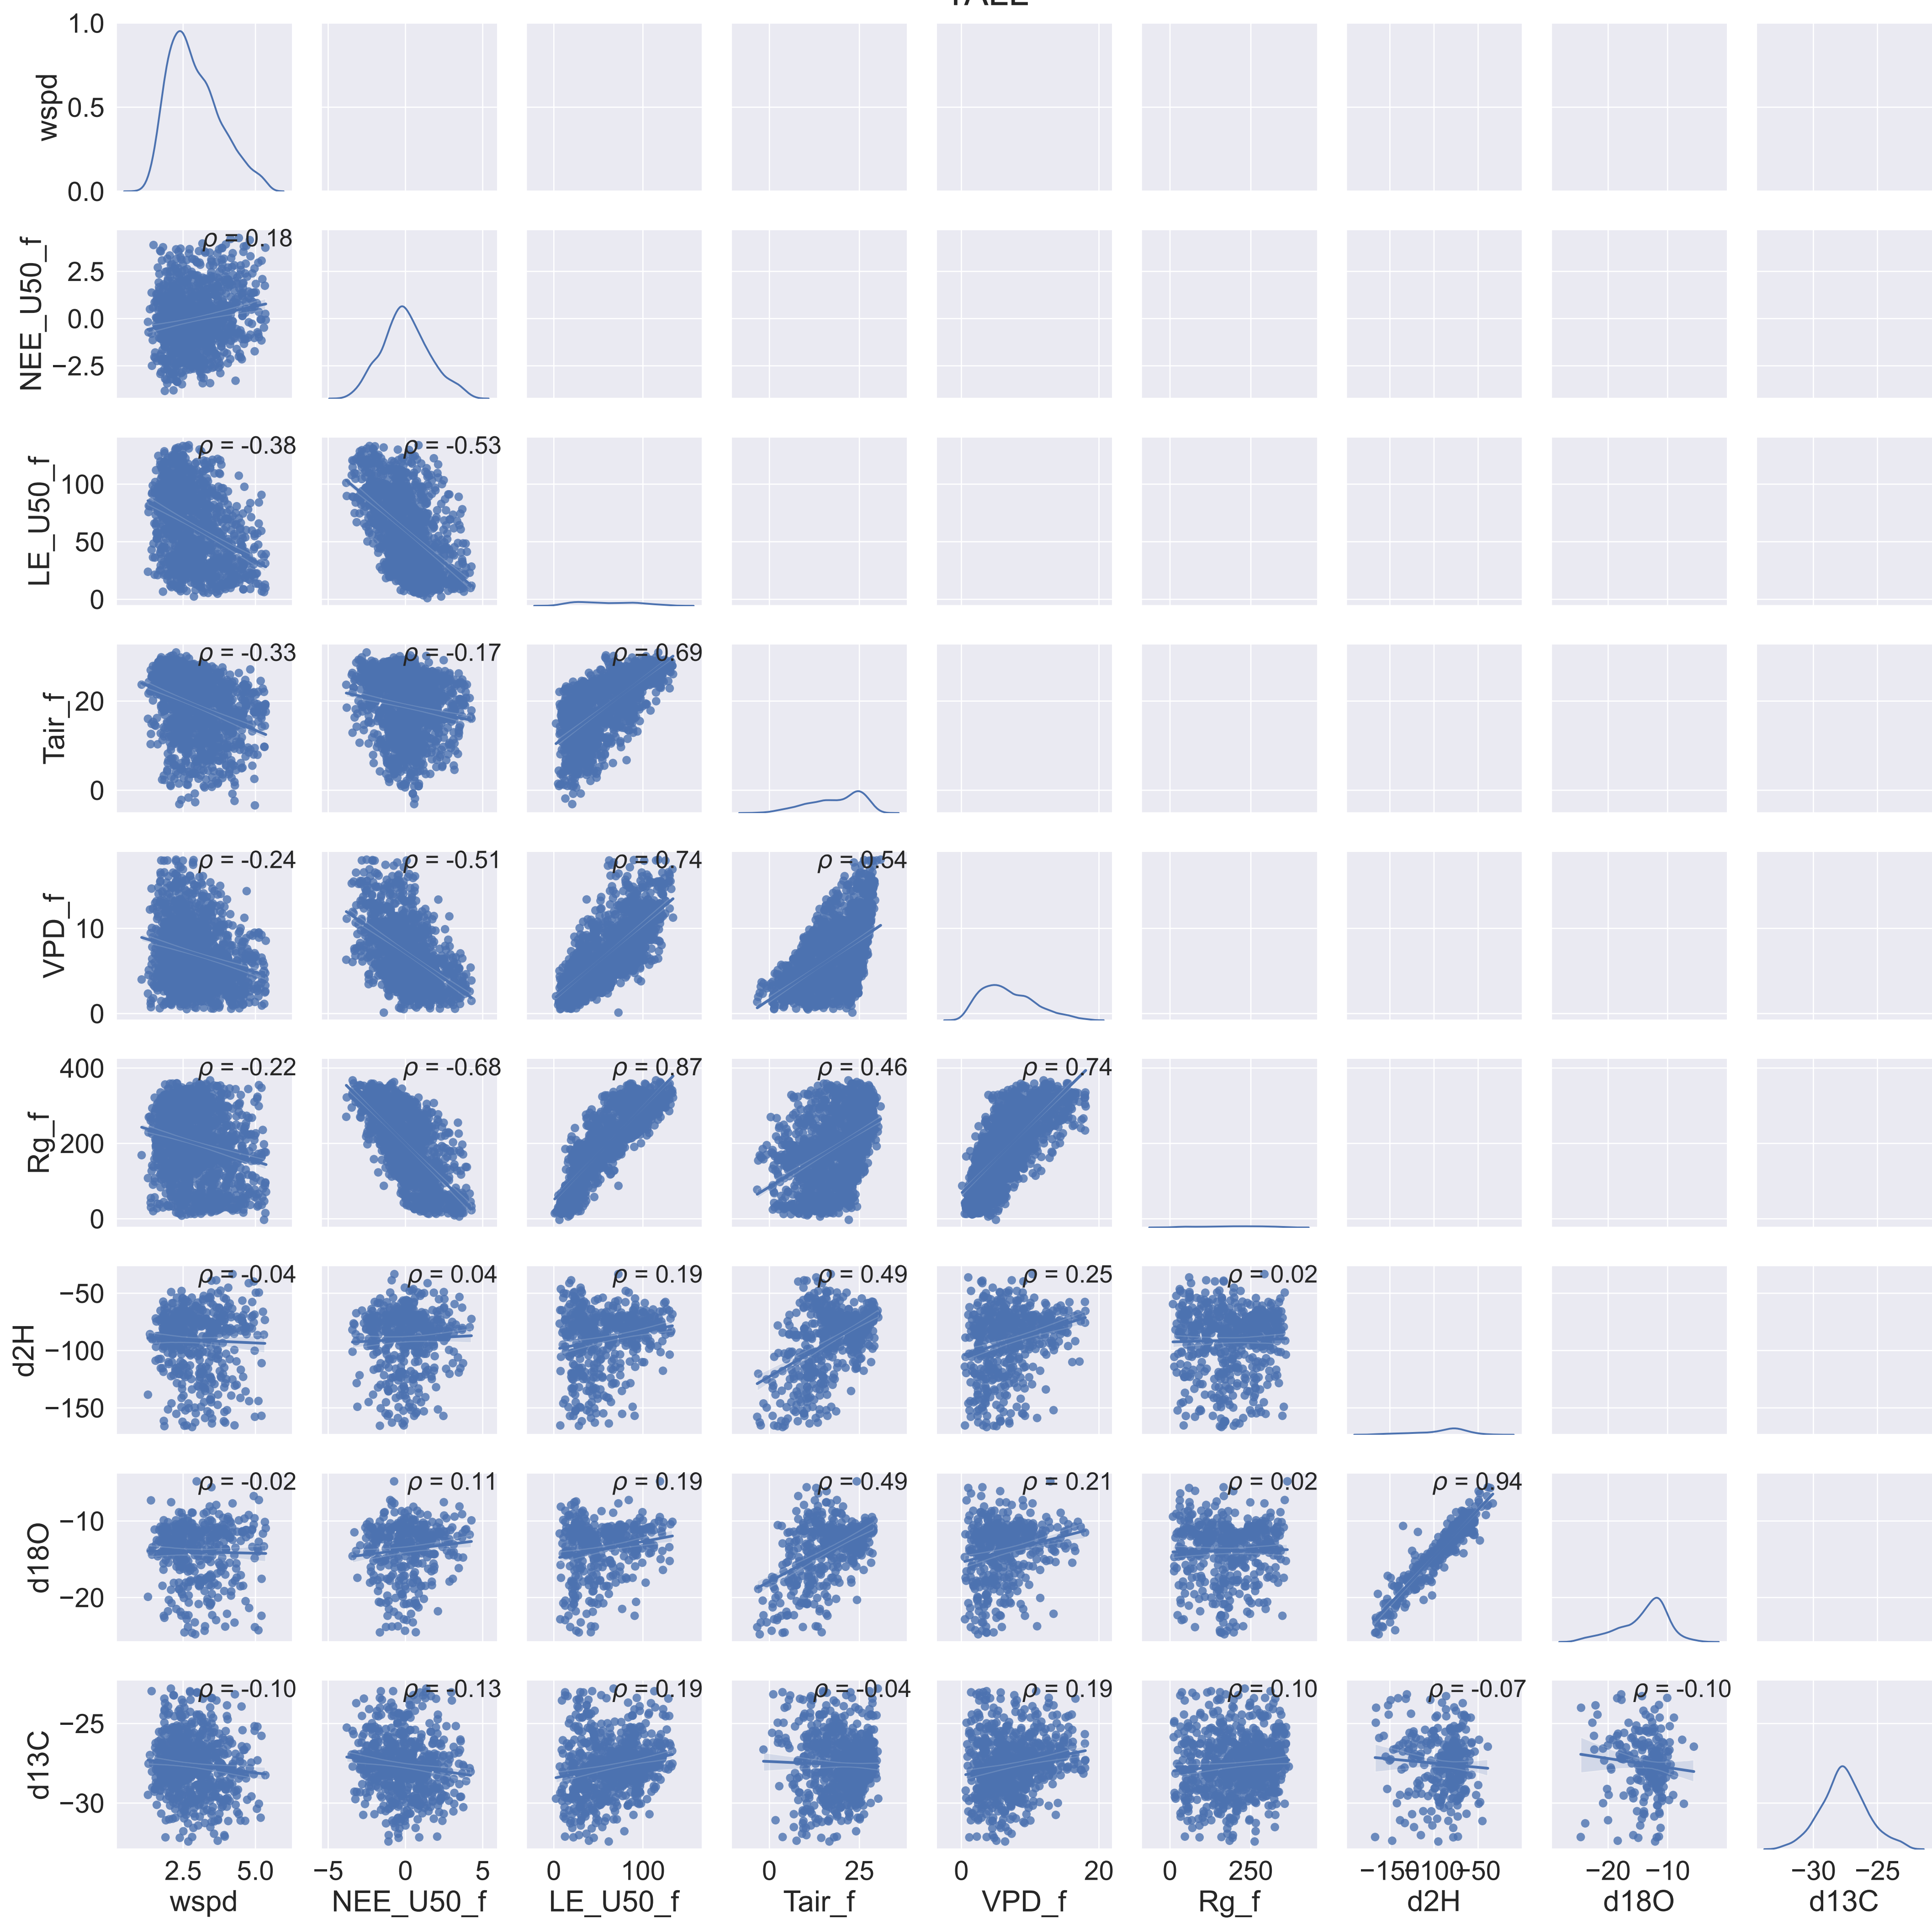 1.0
0.5
0.0
wspd
ρ = 0.18
2.5
0.0
−2.5
NEE_U50_f
ρ = -0.38
ρ = -0.53
100
50
0
LE_U50_f
ρ = -0.33
ρ = -0.17
ρ = 0.69
20
0
Tair_f
ρ = -0.24
ρ = -0.51
ρ = 0.74
ρ = 0.54
10
0
VPD_f
ρ = -0.22
ρ = -0.68
ρ = 0.87
ρ = 0.46
ρ = 0.74
400
200
0
Rg_f
ρ = -0.04
ρ = 0.04
ρ = 0.19
ρ = 0.49
ρ = 0.25
ρ = 0.02
−50
−100
−150
d2H
ρ = -0.02
ρ = 0.11
ρ = 0.19
ρ = 0.49
ρ = 0.21
ρ = 0.02
ρ = 0.94
−10
−20
d18O
ρ = -0.10
ρ = -0.13
ρ = 0.19
ρ = -0.04
ρ = 0.19
ρ = 0.10
ρ = -0.07
ρ = -0.10
−25
−30
d13C
2.5 5.0
−5 0 5
0 100
0 25
0 20
0 250
−150 −100 −50
−20 −10
−30 −25
wspd
NEE_U50_f
LE_U50_f
Tair_f
VPD_f
Rg_f
d2H
d18O
d13C